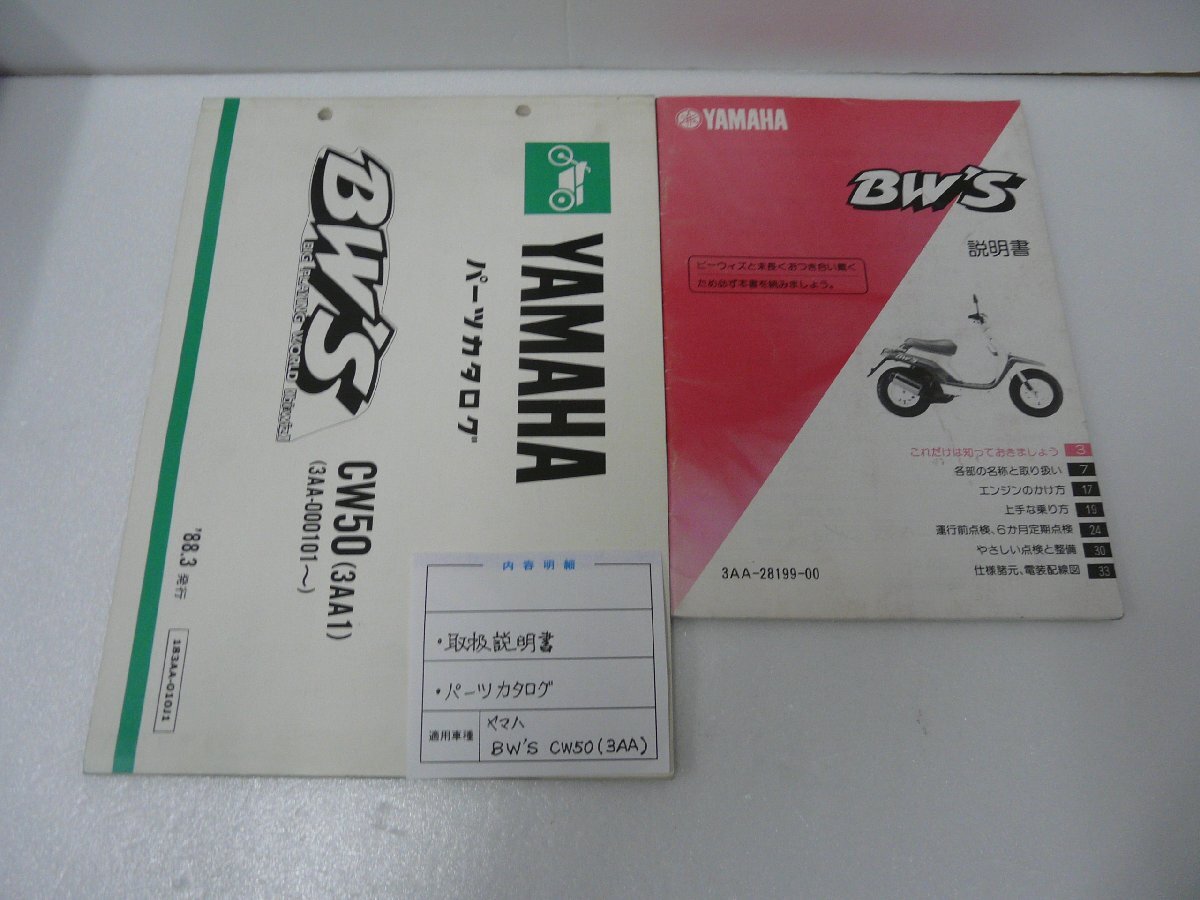 YAMAHA
パーツカタログ
BW'S
CW50 (3AA1)
(3AA-000101〜)
'88.3 発行
183AA-010J1
YAMAHA
BW'S
説明書
ビーウィズと末長くおつき合い戴く
ため必ず本書を読みましょう。
これだけは知っておきましょう 3
各部の名称と取り扱い 7
エンジンのかけ方 17
上手な乗り方 19
運行前点検、6か月定期点検 24
やさしい点検と整備 30
仕様諸元、電装配線図 33
3AA-28199-00
内容明細
・取扱説明書
・パーツカタログ
適用車種
ヤマハ
BW'S CW50(3AA)